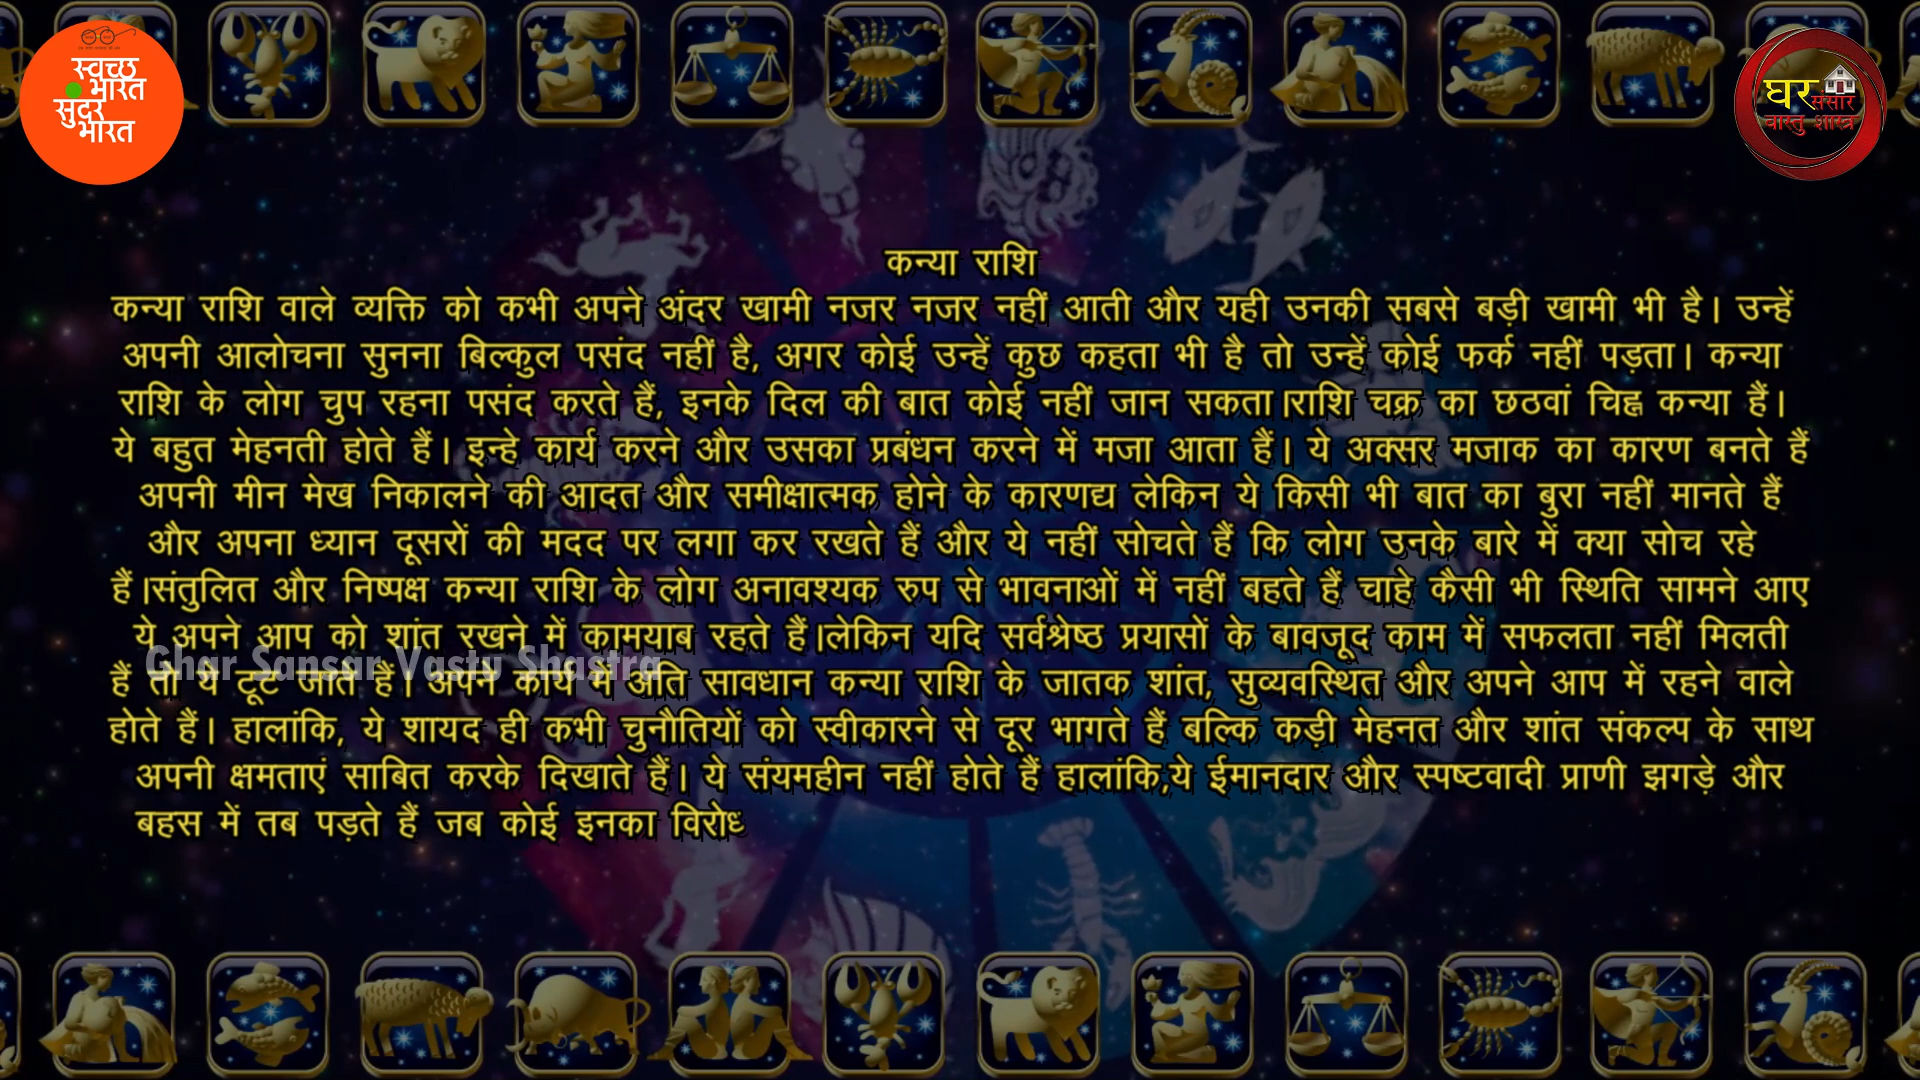 स्वच्छ
भारत
सुंदर
भारत
घर
संसार
वास्तु शास्त्र
कन्या राशि
कन्या राशि वाले व्यक्ति को कभी अपने अंदर खामी नजर नजर नहीं आती और यही उनकी सबसे बड़ी खामी भी है। उन्हें
अपनी आलोचना सुनना बिल्कुल पसंद नहीं है, अगर कोई उन्हें कुछ कहता भी है तो उन्हें कोई फर्क नहीं पड़ता। कन्या
राशि के लोग चुप रहना पसंद करते हैं, इनके दिल की बात कोई नहीं जान सकता।राशि चक्र का छठवां चिह्न कन्या हैं।
ये बहुत मेहनती होते हैं। इन्हे कार्य करने और उसका प्रबंधन करने में मजा आता हैं। ये अक्सर मजाक का कारण बनते हैं
अपनी मीन मेख निकालने की आदत और समीक्षात्मक होने के कारणद्य लेकिन ये किसी भी बात का बुरा नहीं मानते हैं
और अपना ध्यान दूसरों की मदद पर लगा कर रखते हैं और ये नहीं सोचते हैं कि लोग उनके बारे में क्या सोच रहे
हैं।संतुलित और निष्पक्ष कन्या राशि के लोग अनावश्यक रुप से भावनाओं में नहीं बहते हैं चाहे कैसी भी स्थिति सामने आए
ये अपने आप को शांत रखने में कामयाब रहते हैं।लेकिन यदि सर्वश्रेष्ठ प्रयासों के बावजूद काम में सफलता नहीं मिलती
Ghar Sansar Vastu Shastra
हैं तो ये टूट जाते हैं। अपने कार्य में अति सावधान कन्या राशि के जातक शांत, सुव्यवस्थित और अपने आप में रहने वाले
होते हैं। हालांकि, ये शायद ही कभी चुनौतियों को स्वीकारने से दूर भागते हैं बल्कि कड़ी मेहनत और शांत संकल्प के साथ
अपनी क्षमताएं साबित करके दिखाते हैं। ये संयमहीन नहीं होते हैं हालांकि,ये ईमानदार और स्पष्टवादी प्राणी झगड़े और
बहस में तब पड़ते हैं जब कोई इनका विरोध